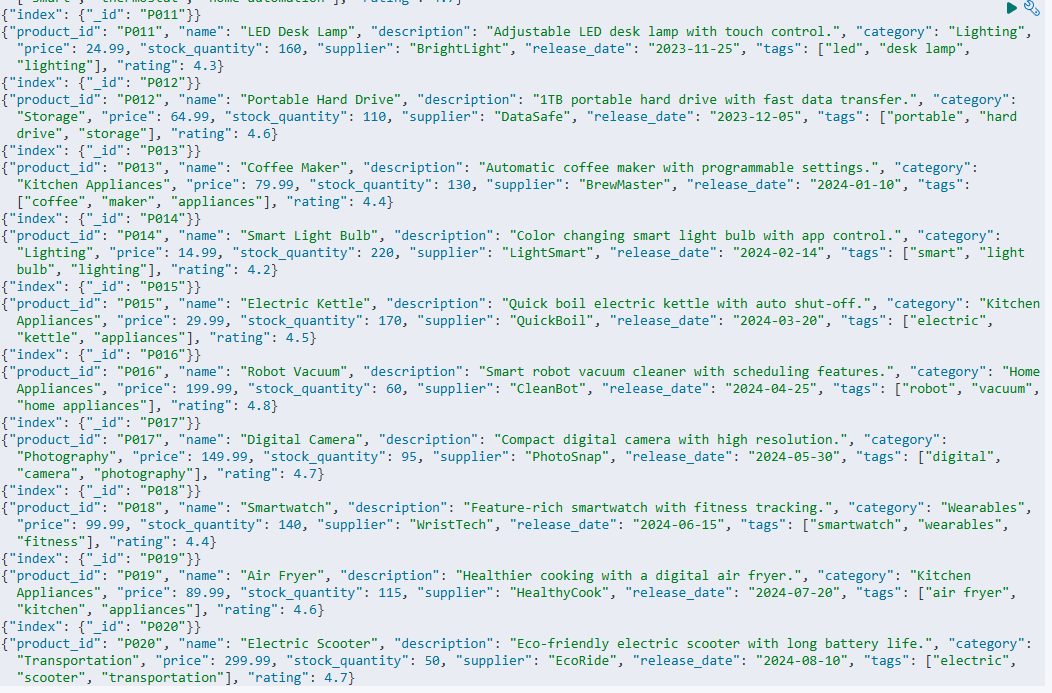 ["smart", "thermostat", "home automation"], "rating": 4.7}
{"index": {"_id": "P011"}}
{"product_id": "P011", "name": "LED Desk Lamp", "description": "Adjustable LED desk lamp with touch control.", "category": "Lighting",
"price": 24.99, "stock_quantity": 160, "supplier": "BrightLight", "release_date": "2023-11-25", "tags": ["led", "desk lamp",
"lighting"], "rating": 4.3}
{"index": {"_id": "P012"}}
{"product_id": "P012", "name": "Portable Hard Drive", "description": "1TB portable hard drive with fast data transfer.", "category":
"Storage", "price": 64.99, "stock_quantity": 110, "supplier": "DataSafe", "release_date": "2023-12-05", "tags": ["portable", "hard
drive", "storage"], "rating": 4.6}
{"index": {"_id": "P013"}}
{"product_id": "P013", "name": "Coffee Maker", "description": "Automatic coffee maker with programmable settings.", "category":
"Kitchen Appliances", "price": 79.99, "stock_quantity": 130, "supplier": "BrewMaster", "release_date": "2024-01-10", "tags":
["coffee", "maker", "appliances"], "rating": 4.4}
{"index": {"_id": "P014"}}
{"product_id": "P014", "name": "Smart Light Bulb", "description": "Color changing smart light bulb with app control.", "category":
"Lighting", "price": 14.99, "stock_quantity": 220, "supplier": "LightSmart", "release_date": "2024-02-14", "tags": ["smart", "light
bulb", "lighting"], "rating": 4.2}
{"index": {"_id": "P015"}}
{"product_id": "P015", "name": "Electric Kettle", "description": "Quick boil electric kettle with auto shut-off.", "category": "Kitchen
Appliances", "price": 29.99, "stock_quantity": 170, "supplier": "QuickBoil", "release_date": "2024-03-20", "tags": ["electric",
"kettle", "appliances"], "rating": 4.5}
{"index": {"_id": "P016"}}
{"product_id": "P016", "name": "Robot Vacuum", "description": "Smart robot vacuum cleaner with scheduling features.", "category": "Home
Appliances", "price": 199.99, "stock_quantity": 60, "supplier": "CleanBot", "release_date": "2024-04-25", "tags": ["robot", "vacuum",
"home appliances"], "rating": 4.8}
{"index": {"_id": "P017"}}
{"product_id": "P017", "name": "Digital Camera", "description": "Compact digital camera with high resolution.", "category":
"Photography", "price": 149.99, "stock_quantity": 95, "supplier": "PhotoSnap", "release_date": "2024-05-30", "tags": ["digital",
"camera", "photography"], "rating": 4.7}
{"index": {"_id": "P018"}}
{"product_id": "P018", "name": "Smartwatch", "description": "Feature-rich smartwatch with fitness tracking.", "category": "Wearables",
"price": 99.99, "stock_quantity": 140, "supplier": "WristTech", "release_date": "2024-06-15", "tags": ["smartwatch", "wearables",
"fitness"], "rating": 4.4}
{"index": {"_id": "P019"}}
{"product_id": "P019", "name": "Air Fryer", "description": "Healthier cooking with a digital air fryer.", "category": "Kitchen
Appliances", "price": 89.99, "stock_quantity": 115, "supplier": "HealthyCook", "release_date": "2024-07-20", "tags": ["air fryer",
"kitchen", "appliances"], "rating": 4.6}
{"index": {"_id": "P020"}}
{"product_id": "P020", "name": "Electric Scooter", "description": "Eco-friendly electric scooter with long battery life.", "category":
"Transportation", "price": 299.99, "stock_quantity": 50, "supplier": "EcoRide", "release_date": "2024-08-10", "tags": ["electric",
"scooter", "transportation"], "rating": 4.7}